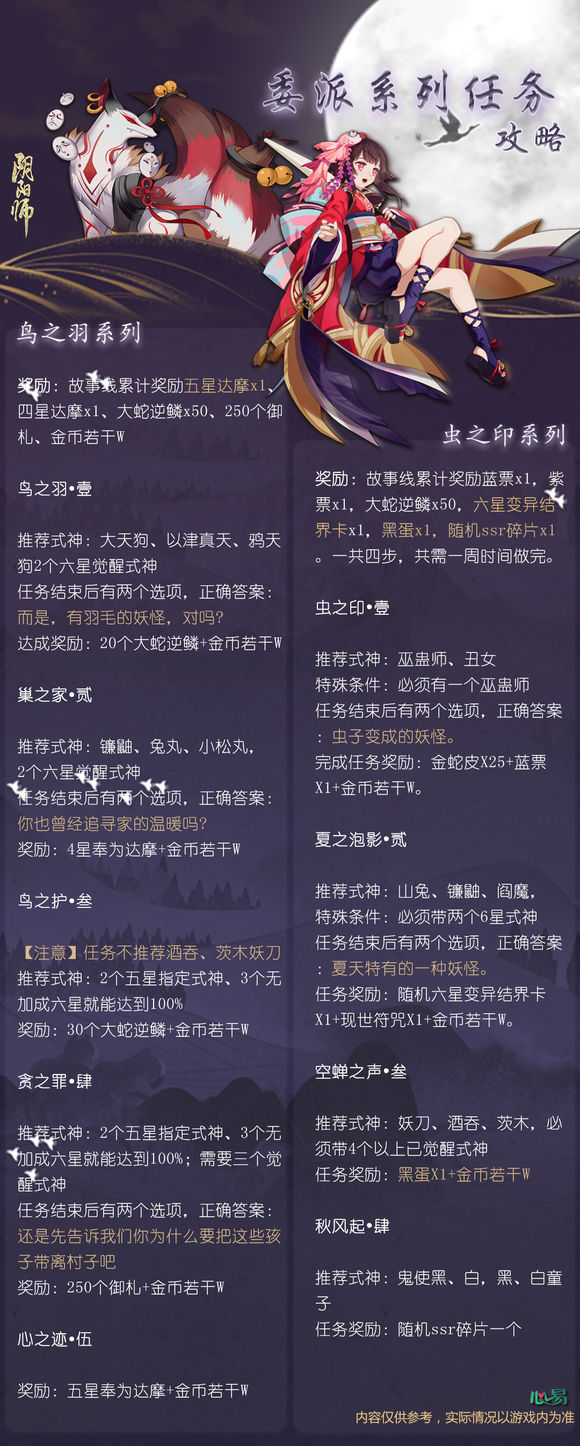 委派系列任务
攻略
阴阳师
鸟之羽系列
奖励：故事线累计奖励五星达摩x1、
四星达摩x1、大蛇逆鳞x50、250个御
札、金币若干W
鸟之羽•壹
推荐式神：大天狗、以津真天、鸦天
狗2个六星觉醒式神
任务结束后有两个选项，正确答案：
而是，有羽毛的妖怪，对吗？
达成奖励：20个大蛇逆鳞+金币若干W
巢之家•贰
推荐式神：镰鼬、兔丸、小松丸，
2个六星觉醒式神
任务结束后有两个选项，正确答案：
你也曾经追寻家的温暖吗？
奖励：4星奉为达摩+金币若干W
鸟之护•叁
【注意】任务不推荐酒吞、茨木妖刀
推荐式神：2个五星指定式神、3个无
加成六星就能达到100%
奖励：30个大蛇逆鳞+金币若干W
贪之罪•肆
推荐式神：2个五星指定式神、3个无
加成六星就能达到100%；需要三个觉
醒式神
任务结束后有两个选项，正确答案：
还是先告诉我们你为什么要把这些孩
子带离村子吧
奖励：250个御札+金币若干W
心之迹•伍
奖励：五星奉为达摩+金币若干W
虫之印系列
奖励：故事线累计奖励蓝票x1，紫
票x1，大蛇逆鳞x50，六星变异结
界卡x1，黑蛋x1，随机ssr碎片x1
。一共四步，共需一周时间做完。
虫之印•壹
推荐式神：巫蛊师、丑女
特殊条件：必须有一个巫蛊师
任务结束后有两个选项，正确答案
：虫子变成的妖怪。
完成任务奖励：金蛇皮X25+蓝票
X1+金币若干W。
夏之泡影•贰
推荐式神：山兔、镰鼬、阎魔，
特殊条件：必须带两个6星式神
任务结束后有两个选项，正确答案
：夏天特有的一种妖怪。
任务奖励：随机六星变异结界卡
X1+现世符咒X1+金币若干W。
空蝉之声•叁
推荐式神：妖刀、酒吞、茨木，必
须带4个以上已觉醒式神
任务奖励：黑蛋X1+金币若干W
秋风起•肆
推荐式神：鬼使黑、白，黑、白童
子
任务奖励：随机ssr碎片一个
心易
内容仅供参考，实际情况以游戏内为准